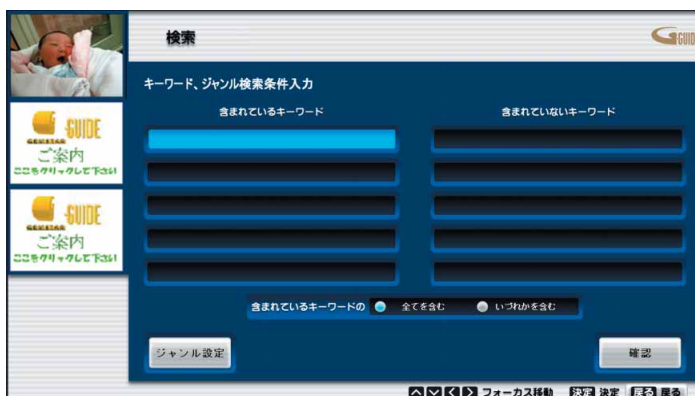 検索
G GUIDE
キーワード、ジャンル検索条件入力
含まれているキーワード
含まれていないキーワード
G-GUIDE
GEMSTAR
ご案内
ここをクリックして下さい
G-GUIDE
GEMSTAR
ご案内
ここをクリックして下さい
含まれているキーワードの 全てを含む いづれかを含む
ジャンル設定
確認
フォーカス移動 決定 決定 戻る 戻る